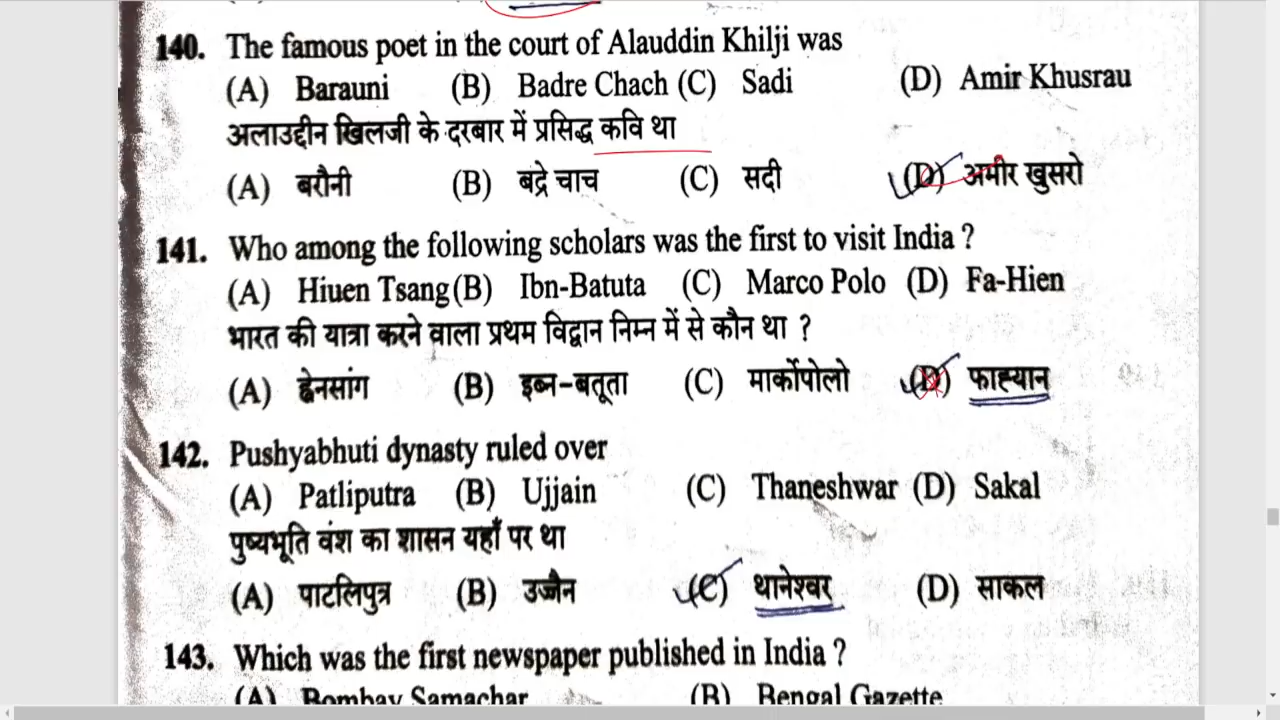 140. The famous poet in the court of Alauddin Khilji was
(A) Barauni (B) Badre Chach (C) Sadi (D) Amir Khusrau
अलाउद्दीन खिलजी के दरबार में प्रसिद्ध कवि था
(A) बरौनी (B) बद्रे चाच (C) सदी (D) अमीर खुसरो
141. Who among the following scholars was the first to visit India ?
(A) Hiuen Tsang (B) Ibn-Batuta (C) Marco Polo (D) Fa-Hien
भारत की यात्रा करने वाला प्रथम विद्वान निम्न में से कौन था ?
(A) ह्वेनसांग (B) इब्न-बतूता (C) मार्कोपोलो (D) फाह्यान
142. Pushyabhuti dynasty ruled over
(A) Patliputra (B) Ujjain (C) Thaneshwar (D) Sakal
पुष्यभूति वंश का शासन यहाँ पर था
(A) पाटलिपुत्र (B) उज्जैन (C) थानेश्वर (D) साकल
143. Which was the first newspaper published in India ?
(A) Bombay Samachar (B) Bengal Gazette